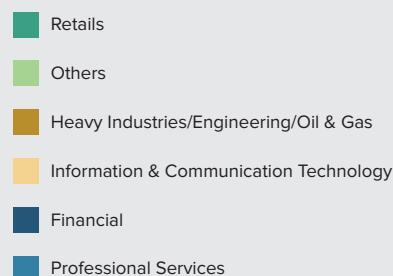 Retails
Others
Heavy Industries/Engineering/Oil & Gas
Information & Communication Technology
Financial
Professional Services